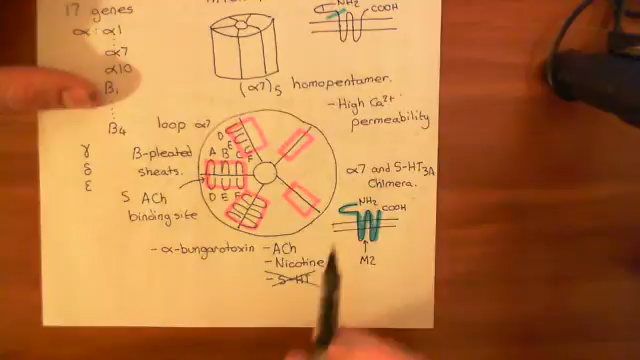 17 genes
α: α1
α7
α10
β1
β4
γ
δ
ε
NH2
COOH
(α7)5 homopentamer.
- High Ca2+
permeability
loop α7
β-pleated
sheats.
D
E
F
A B C
D E F
5 ACh
binding site
- α-bungarotoxin
- ACh
- Nicotine
- 5-HT
α7 and 5-HT3A
Chimera.
NH2
COOH
M2